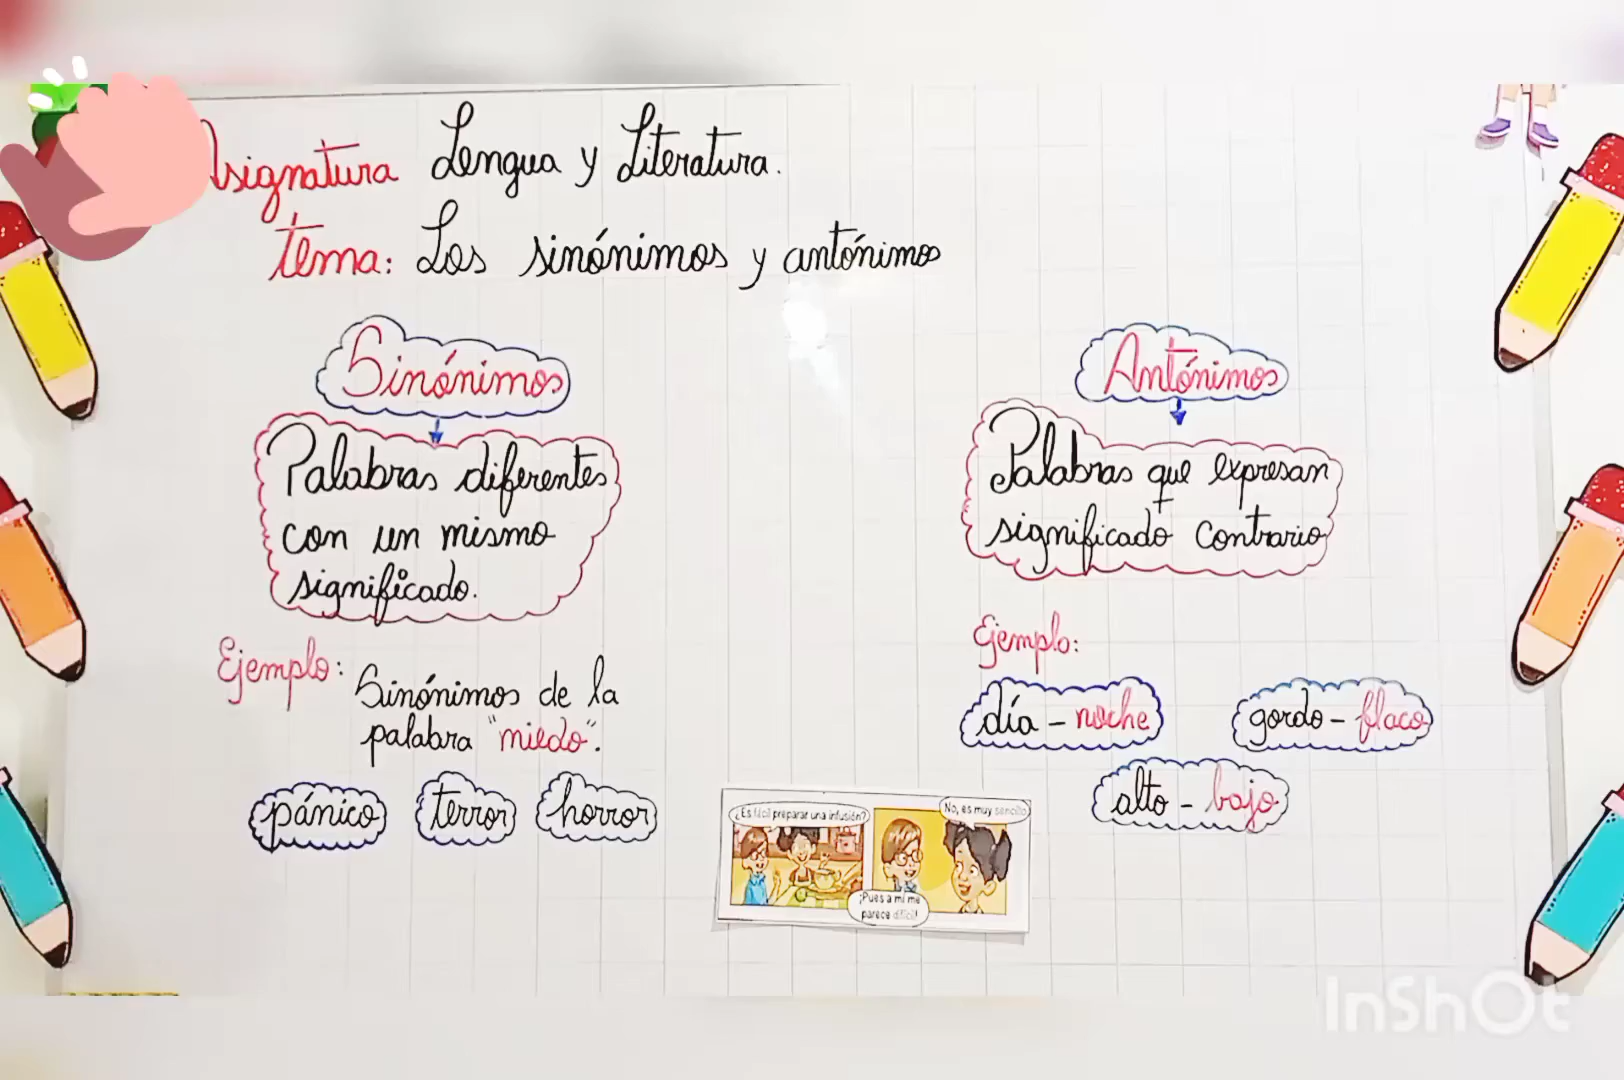 Asignatura Lengua y Literatura.
tema: Los sinónimos y antónimos
Sinónimos
Palabras diferentes
con un mismo
significado.
Ejemplo: Sinónimos de la
palabra "miedo".
pánico
terror
horror
Antónimos
Palabras que expresan
significado contrario
Ejemplo:
día - noche
gordo - flaco
alto - bajo
¿Es fácil preparar una infusión?
No, es muy sencillo
¡Pues a mí me
parece difícil!
InShOt